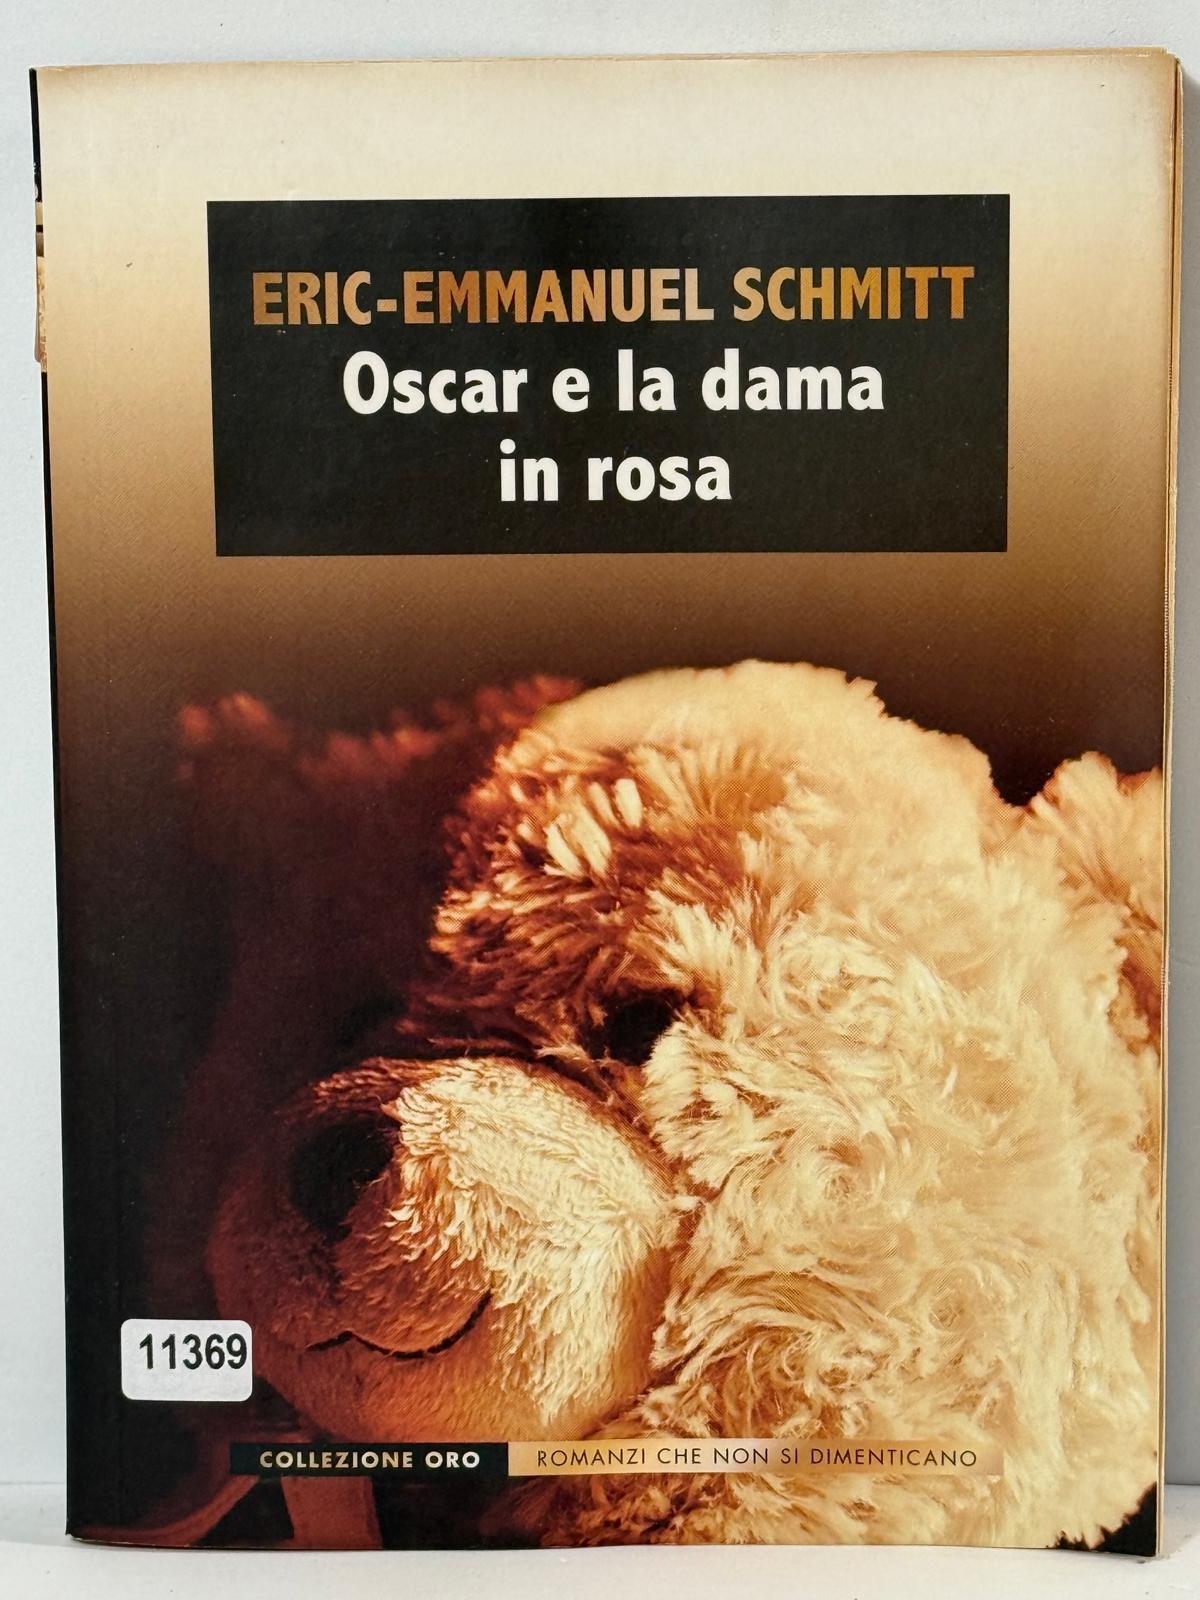 ERIC-EMMANUEL SCHMITT
Oscar e la dama
in rosa
11369
COLLEZIONE ORO ROMANZI CHE NON SI DIMENTICANO